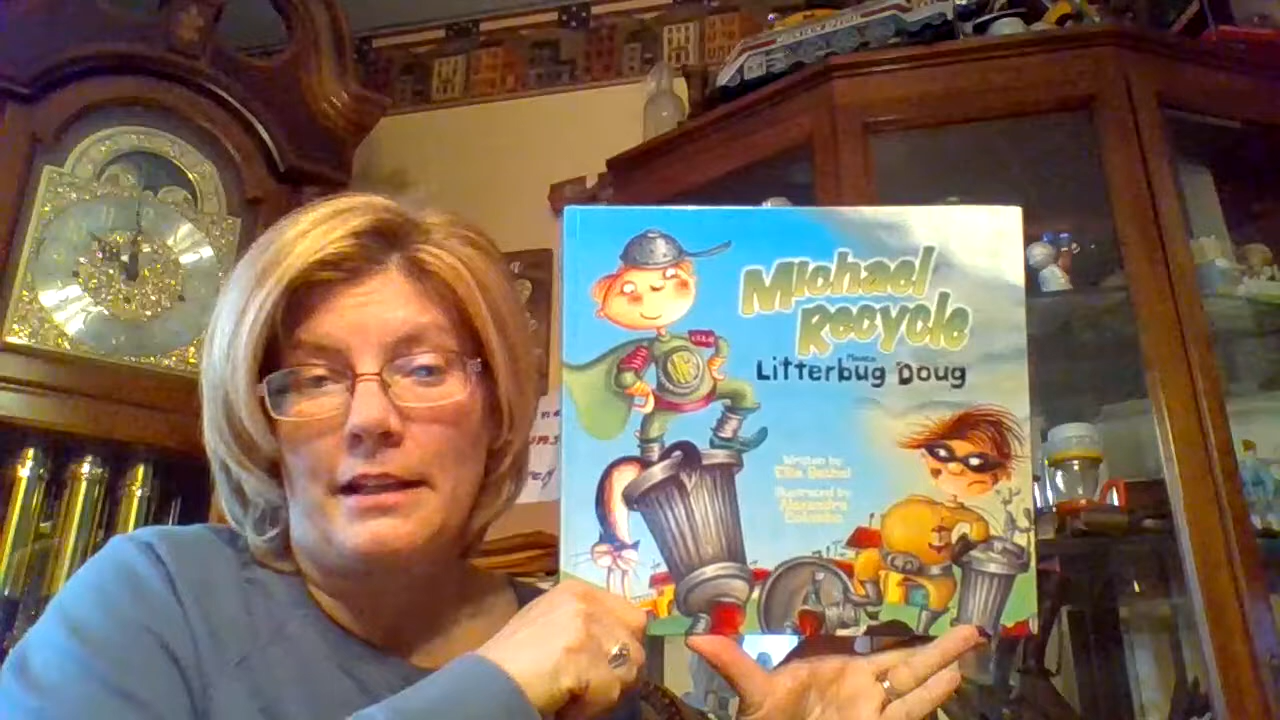 Michael
Recycle
Meets
Litterbug Doug
Written by
Ellie Bethel
Illustrated by
Alexandra
Colombo